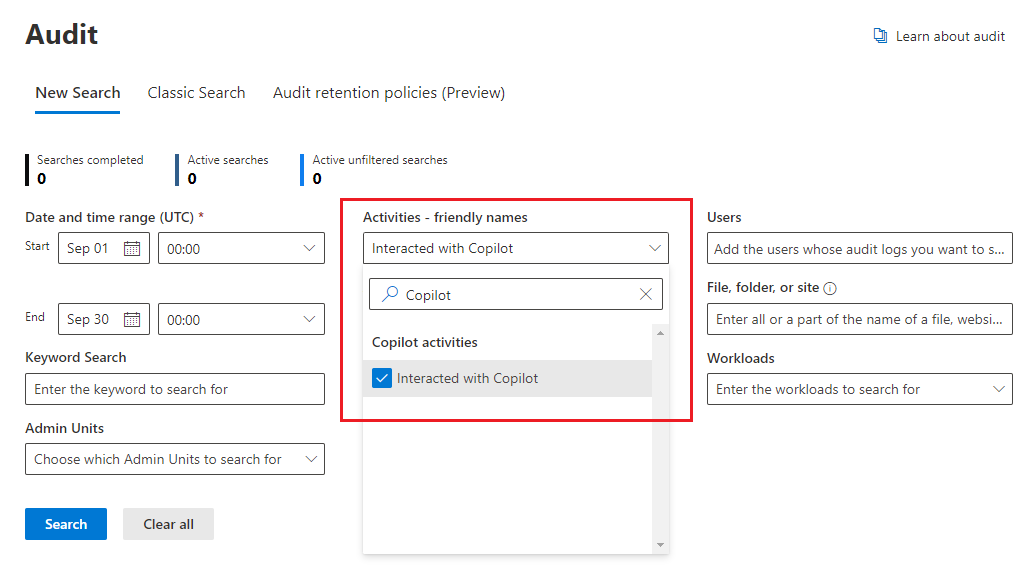 Audit
Learn about audit
New Search
Classic Search
Audit retention policies (Preview)
Searches completed
0
Active searches
0
Active unfiltered searches
0
Date and time range (UTC) *
Start
Sep 01
00:00
End
Sep 30
00:00
Keyword Search
Enter the keyword to search for
Admin Units
Choose which Admin Units to search for
Search
Clear all
Activities - friendly names
Interacted with Copilot
Copilot
Copilot activities
Interacted with Copilot
Users
Add the users whose audit logs you want to s...
File, folder, or site
Enter all or a part of the name of a file, websi...
Workloads
Enter the workloads to search for